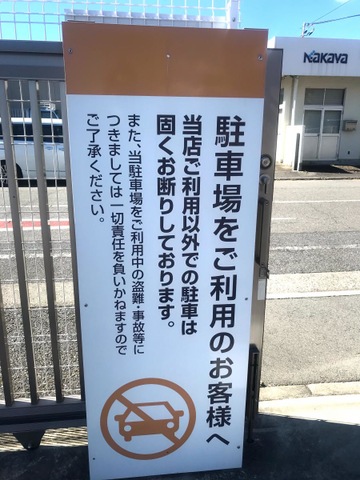 駐車場をご利用のお客様へ
当店ご利用以外での駐車は
固くお断りしております。
また、当駐車場をご利用中の盗難・事故等に
つきましては一切責任を負いかねますので
ご了承ください。
NAKAYA